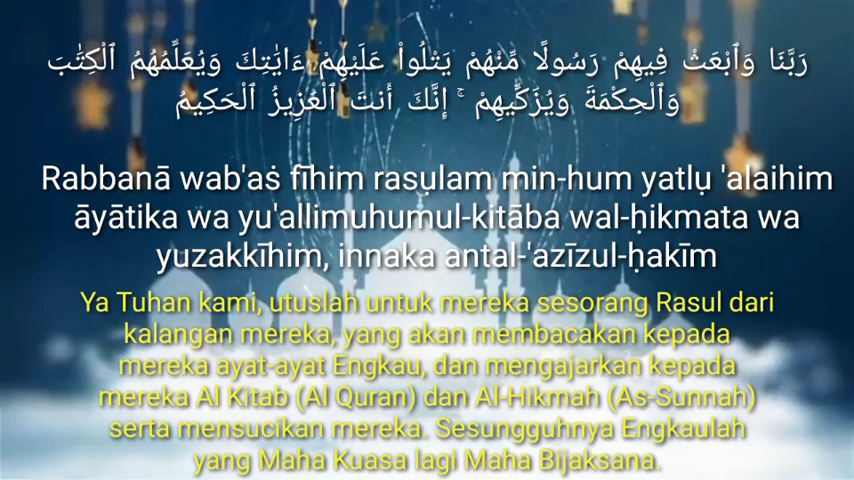 رَبَّنَا وَٱبْعَثْ فِيهِمْ رَسُولًا مِّنْهُمْ يَتْلُوا۟ عَلَيْهِمْ ءَايَٰتِكَ وَيُعَلِّمُهُمُ ٱلْكِتَٰبَ
وَٱلْحِكْمَةَ وَيُزَكِّيهِمْ ۚ إِنَّكَ أَنتَ ٱلْعَزِيزُ ٱلْحَكِيمُ
Rabbanā wab'aṡ fīhim rasụlam min-hum yatlụ 'alaihim
āyātika wa yu'allimuhumul-kitāba wal-ḥikmata wa
yuzakkīhim, innaka antal-'azīzul-ḥakīm
Ya Tuhan kami, utuslah untuk mereka sesorang Rasul dari
kalangan mereka, yang akan membacakan kepada
mereka ayat-ayat Engkau, dan mengajarkan kepada
mereka Al Kitab (Al Quran) dan Al-Hikmah (As-Sunnah)
serta mensucikan mereka. Sesungguhnya Engkaulah
yang Maha Kuasa lagi Maha Bijaksana.